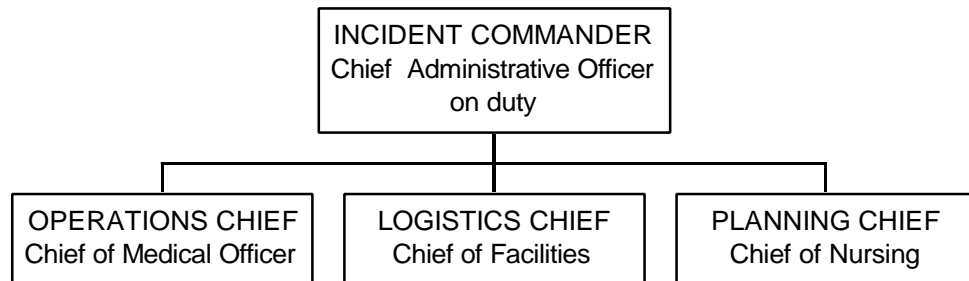 INCIDENT COMMANDER
Chief Administrative Officer
on duty
OPERATIONS CHIEF
Chief of Medical Officer
LOGISTICS CHIEF
Chief of Facilities
PLANNING CHIEF
Chief of Nursing